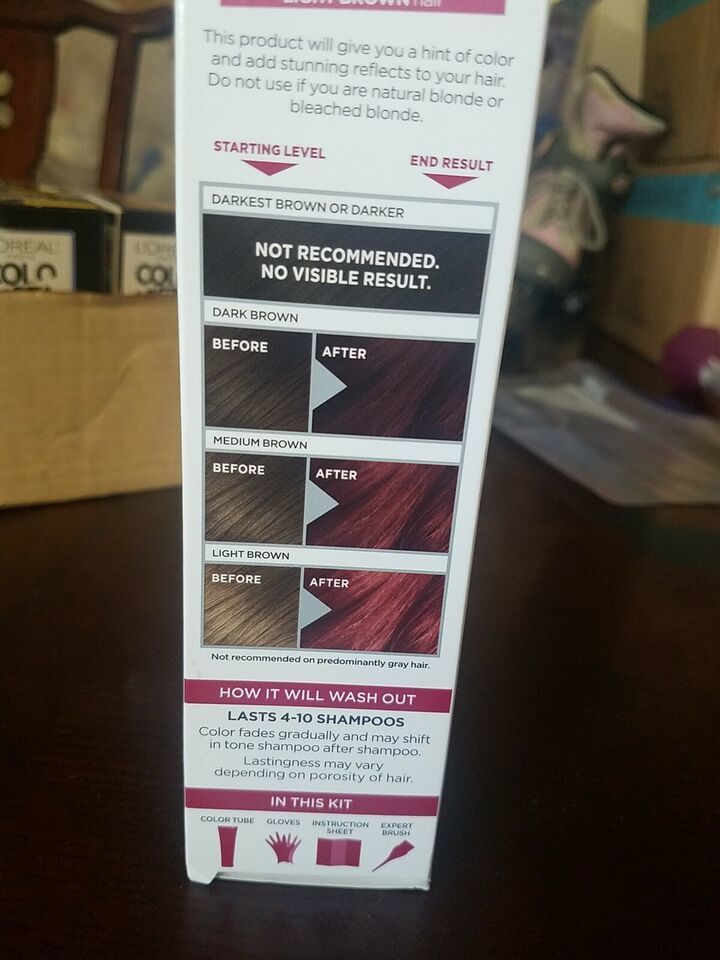 LIGHT BROWN hair
This product will give you a hint of color
and add stunning reflects to your hair.
Do not use if you are natural blonde or
bleached blonde.
STARTING LEVEL
END RESULT
DARKEST BROWN OR DARKER
NOT RECOMMENDED.
NO VISIBLE RESULT.
DARK BROWN
BEFORE
AFTER
MEDIUM BROWN
BEFORE
AFTER
LIGHT BROWN
BEFORE
AFTER
Not recommended on predominantly gray hair.
HOW IT WILL WASH OUT
LASTS 4-10 SHAMPOOS
Color fades gradually and may shift
in tone shampoo after shampoo.
Lastingness may vary
depending on porosity of hair.
IN THIS KIT
COLOR TUBE
GLOVES
INSTRUCTION
SHEET
EXPERT
BRUSH